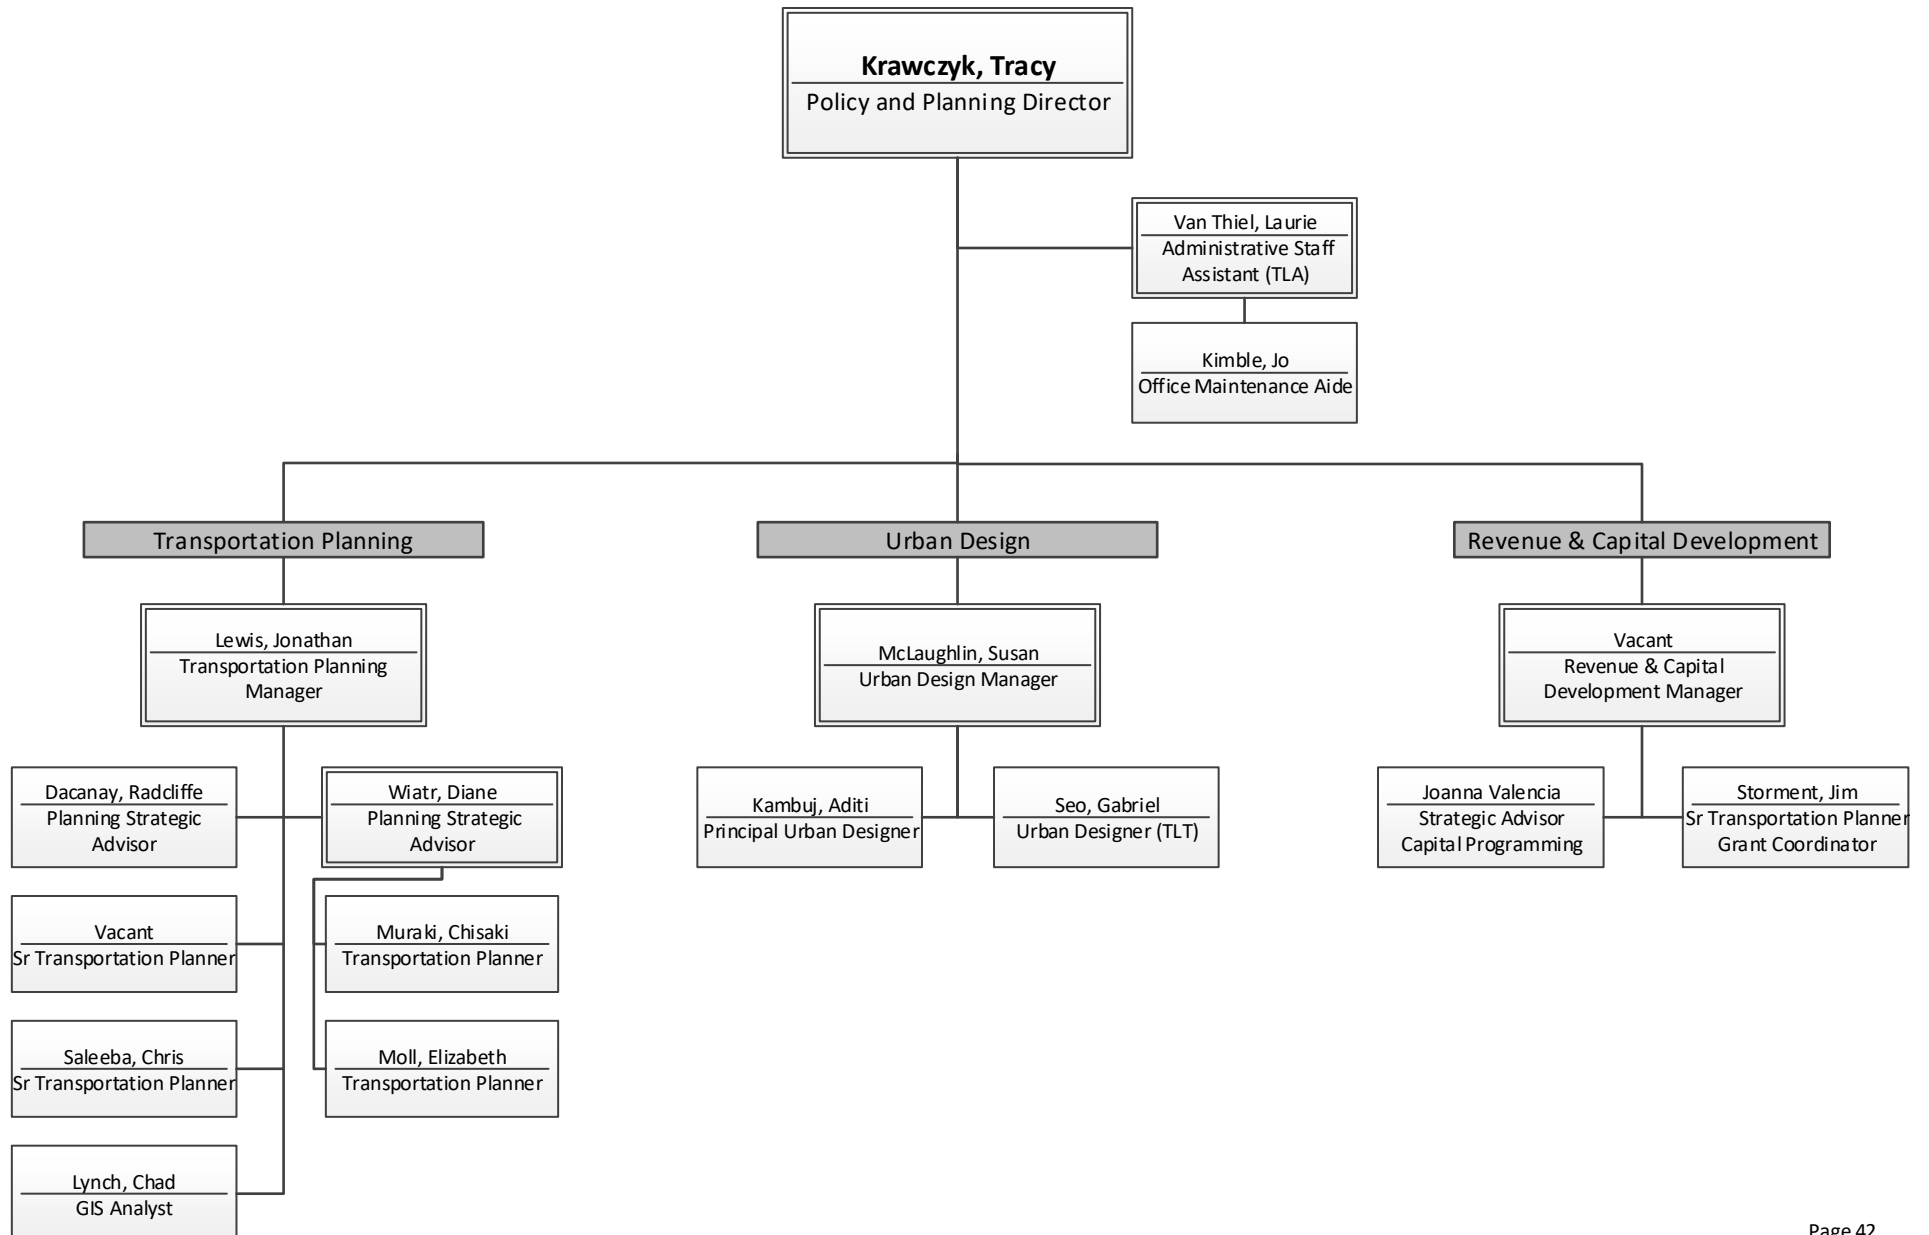 Krawczyk, Tracy
Policy and Planning Director
Van Thiel, Laurie
Administrative Staff
Assistant (TLA)
Kimble, Jo
Office Maintenance Aide
Transportation Planning
Urban Design
Revenue & Capital Development
Lewis, Jonathan
Transportation Planning
Manager
McLaughlin, Susan
Urban Design Manager
Vacant
Revenue & Capital
Development Manager
Dacanay, Radcliffe
Planning Strategic
Advisor
Wiatr, Diane
Planning Strategic
Advisor
Kambuj, Aditi
Principal Urban Designer
Seo, Gabriel
Urban Designer (TLT)
Joanna Valencia
Strategic Advisor
Capital Programming
Storment, Jim
Sr Transportation Planner
Grant Coordinator
Vacant
Sr Transportation Planner
Muraki, Chisaki
Transportation Planner
Saleeba, Chris
Sr Transportation Planner
Moll, Elizabeth
Transportation Planner
Lynch, Chad
GIS Analyst
Page 42